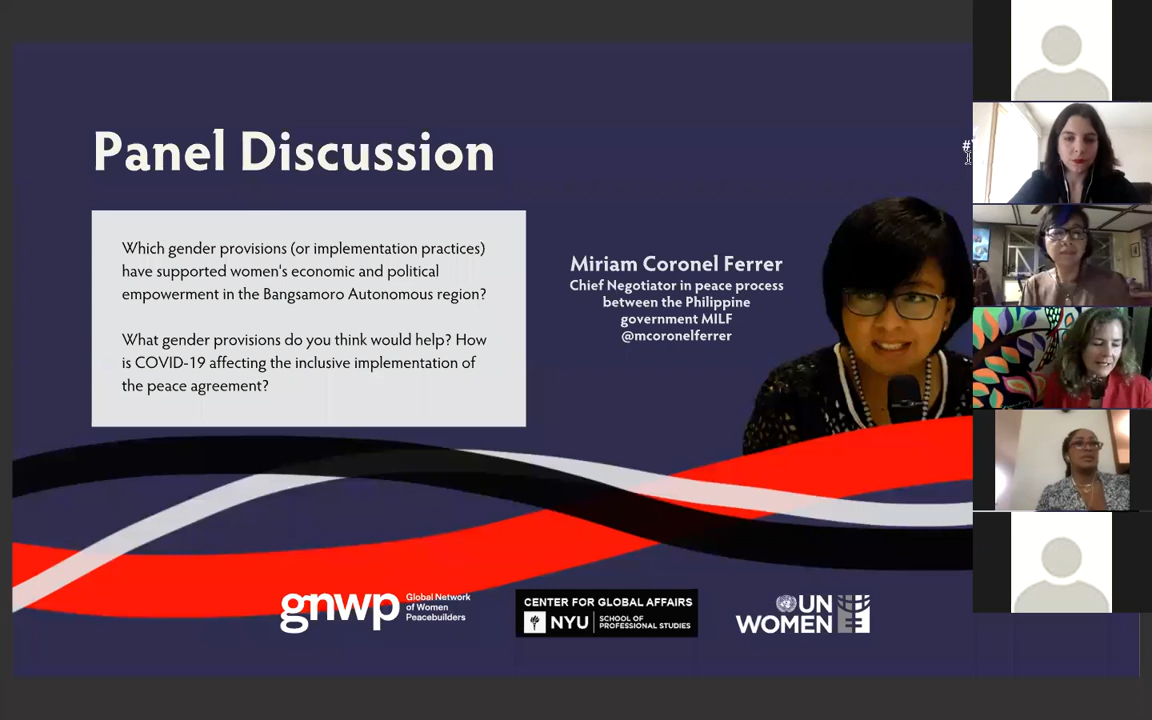 Panel Discussion
Which gender provisions (or implementation practices)
have supported women's economic and political
empowerment in the Bangsamoro Autonomous region?
What gender provisions do you think would help? How
is COVID-19 affecting the inclusive implementation of
the peace agreement?
Miriam Coronel Ferrer
Chief Negotiator in peace process
between the Philippine
government MILF
@mcoronelferrer
gnwp
Global Network
of Women
Peacebuilders
CENTER FOR GLOBAL AFFAIRS
NYU
SCHOOL OF
PROFESSIONAL STUDIES
UN
WOMEN